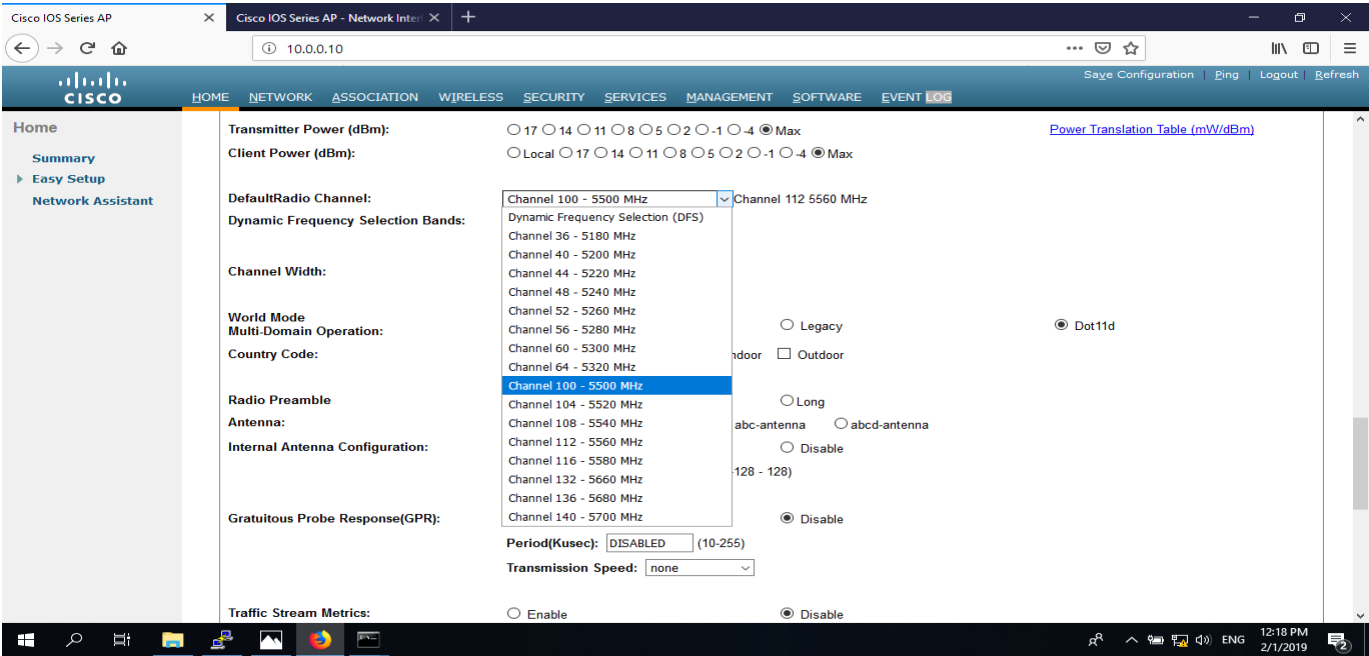 Cisco IOS Series AP
Cisco IOS Series AP - Network Inter
10.0.0.10
Save Configuration | Ping | Logout | Refresh
CISCO
HOME NETWORK ASSOCIATION WIRELESS SECURITY SERVICES MANAGEMENT SOFTWARE EVENT LOG
Home
Summary
Easy Setup
Network Assistant
Transmitter Power (dBm): 17 14 11 8 5 2 -1 -4 Max Power Translation Table (mW/dBm)
Client Power (dBm): Local 17 14 11 8 5 2 -1 -4 Max
DefaultRadio Channel: Channel 100 - 5500 MHz Channel 112 5560 MHz
Dynamic Frequency Selection (DFS)
Dynamic Frequency Selection Bands:
Channel 36 - 5180 MHz
Channel 40 - 5200 MHz
Channel Width: Channel 44 - 5220 MHz
Channel 48 - 5240 MHz
Channel 52 - 5260 MHz
World Mode
Multi-Domain Operation: Channel 56 - 5280 MHz Legacy Dot11d
Country Code: Channel 60 - 5300 MHz ndoor Outdoor
Channel 64 - 5320 MHz
Channel 100 - 5500 MHz
Radio Preamble Channel 104 - 5520 MHz Long
Antenna: Channel 108 - 5540 MHz abc-antenna abcd-antenna
Internal Antenna Configuration: Channel 112 - 5560 MHz Disable
Channel 116 - 5580 MHz -128 - 128)
Channel 132 - 5660 MHz
Channel 136 - 5680 MHz
Gratuitous Probe Response(GPR): Channel 140 - 5700 MHz Disable
Period(Kusec): DISABLED (10-255)
Transmission Speed: none
Traffic Stream Metrics: Enable Disable
ENG
12:18 PM
2/1/2019
2